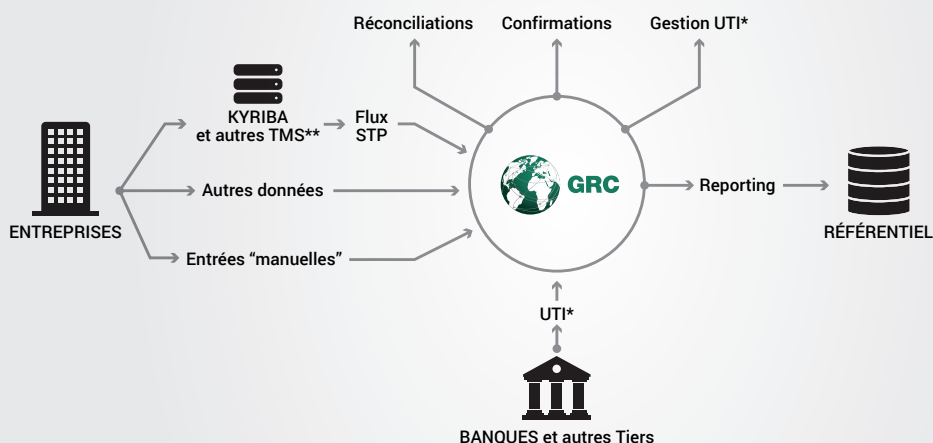 Réconciliations
Confirmations
Gestion UTI*
KYRIBA
et autres TMS**
Flux
STP
Autres données
GRC
Reporting
ENTREPRISES
RÉFÉRENTIEL
Entrées “manuelles”
UTI*
BANQUES et autres Tiers